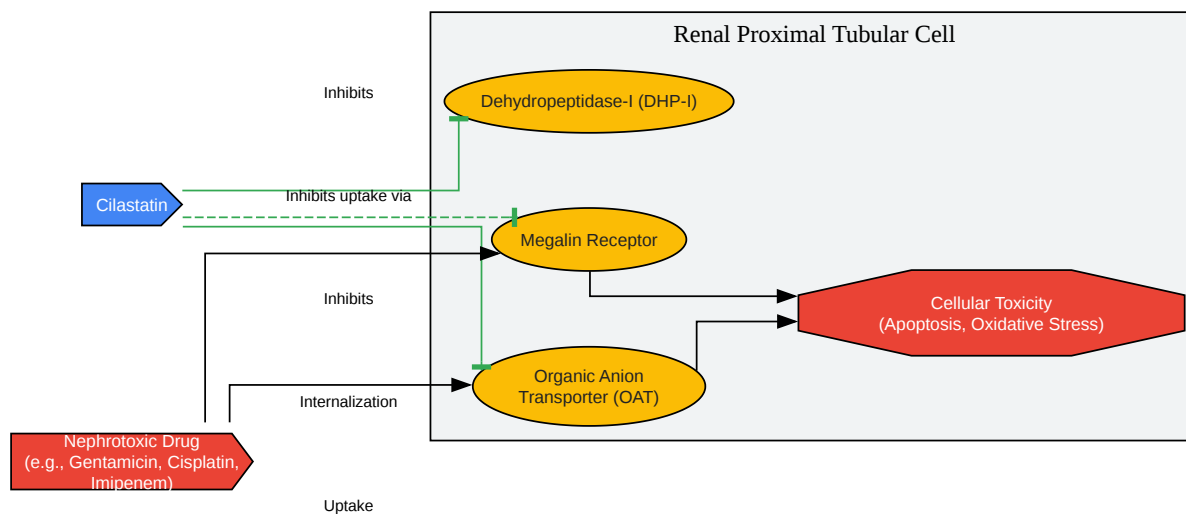 Renal Proximal Tubular Cell
Inhibits
Dehydropeptidase-I (DHP-I)
Cilastatin
Inhibits uptake via
Megalin Receptor
Inhibits
Cellular Toxicity
(Apoptosis, Oxidative Stress)
Organic Anion
Transporter (OAT)
Internalization
Nephrotoxic Drug
(e.g., Gentamicin, Cisplatin,
Imipenem)
Uptake